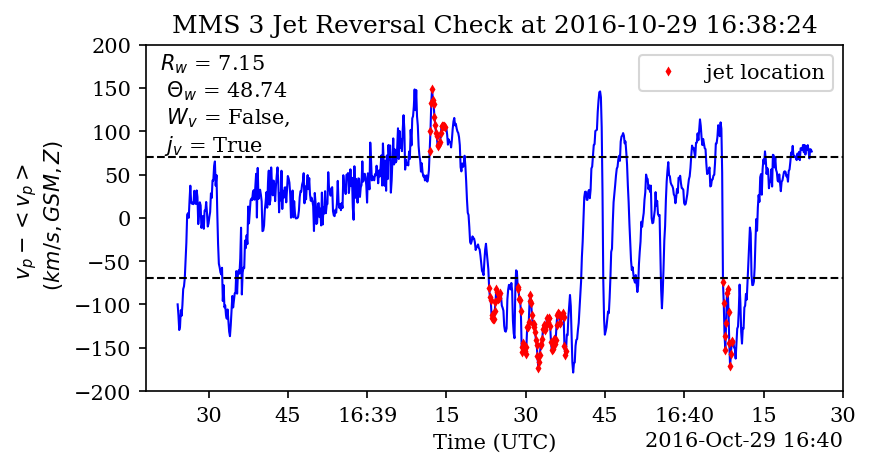 MMS 3 Jet Reversal Check at 2016-10-29 16:38:24
R_w = 7.15
Θ_w = 48.74
W_v = False,
j_v = True
jet location
v_p − < v_p >
(km/s, GSM, Z)
200
150
100
50
0
−50
−100
−150
−200
30 45 16:39 15 30 45 16:40 15 30
Time (UTC)
2016-Oct-29 16:40